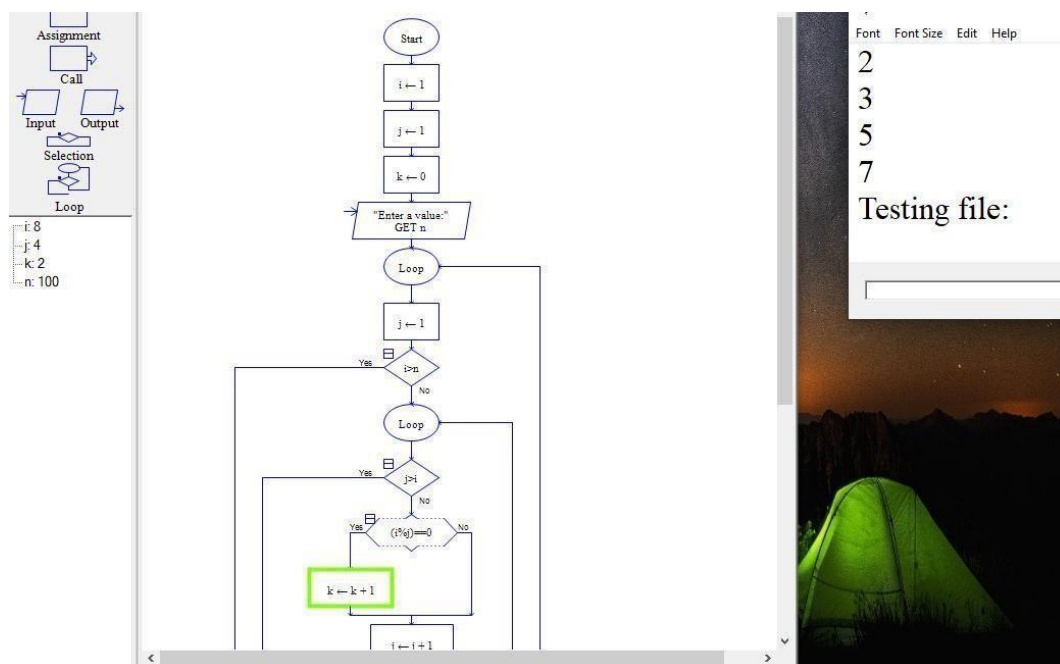 Assignment
Call
Input Output
Selection
Loop
i: 8
j: 4
k: 2
n: 100
Start
i ← 1
j ← 1
k ← 0
"Enter a value:"
GET n
Loop
j ← 1
Yes
i>n
No
Loop
Yes
j>i
No
Yes
(i%j)==0
No
k ← k + 1
Font Font Size Edit Help
2
3
5
7
Testing file: